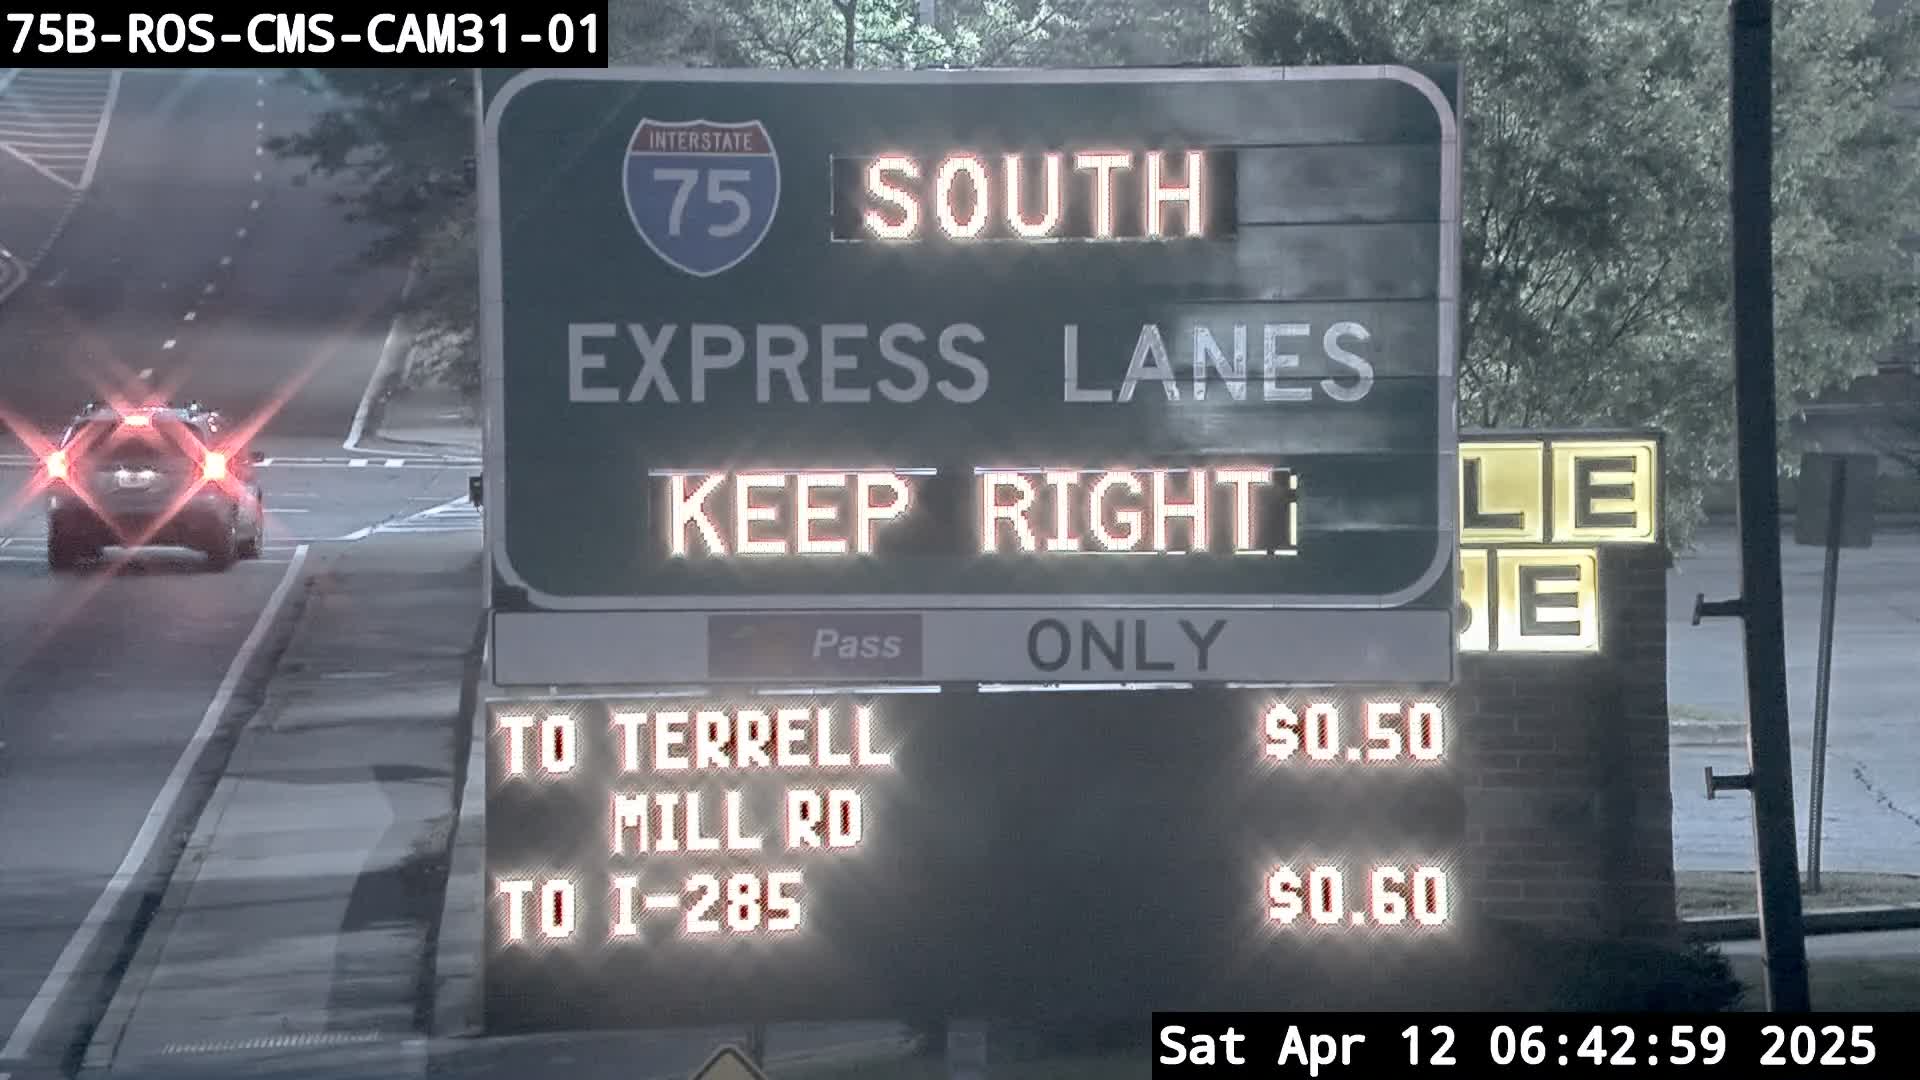 75B-ROS-CMS-CAM31-01
INTERSTATE
75
SOUTH
EXPRESS LANES
KEEP RIGHT
Pass ONLY
LE
E
TO TERRELL $0.50
MILL RD
TO I-285 $0.60
Sat Apr 12 06:42:59 2025